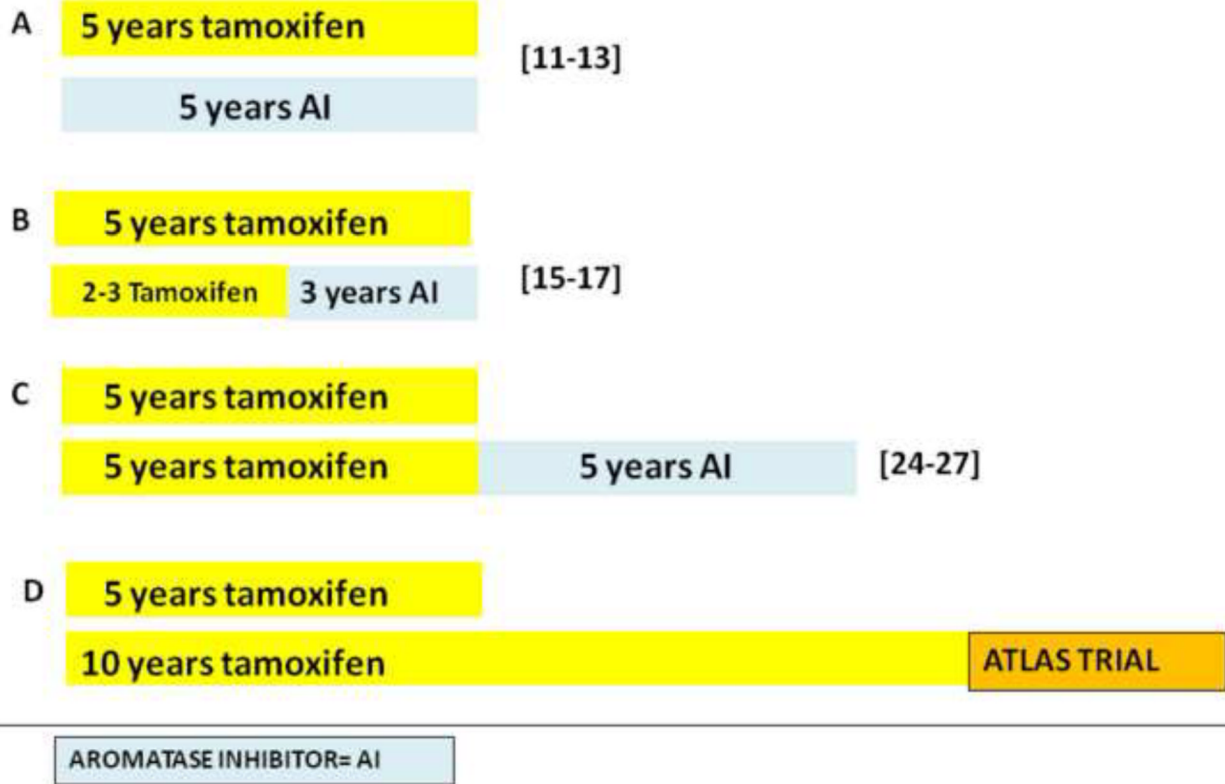 A
5 years tamoxifen
[11-13]
5 years AI
B
5 years tamoxifen
2-3 Tamoxifen
3 years AI
[15-17]
C
5 years tamoxifen
5 years tamoxifen
5 years AI
[24-27]
D
5 years tamoxifen
10 years tamoxifen
ATLAS TRIAL
AROMATASE INHIBITOR= AI